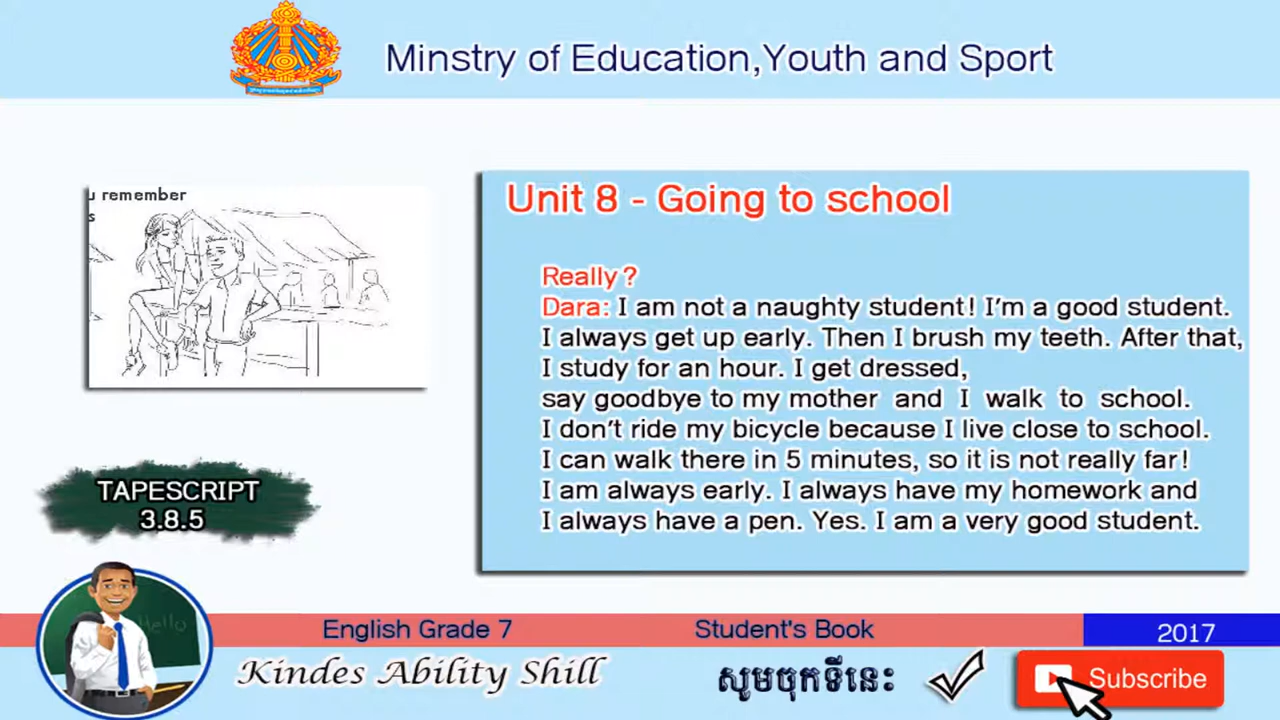 Minstry of Education,Youth and Sport
u remember
s
Unit 8 - Going to school
Really?
Dara: I am not a naughty student! I'm a good student.
I always get up early. Then I brush my teeth. After that,
I study for an hour. I get dressed,
say goodbye to my mother and I walk to school.
I don't ride my bicycle because I live close to school.
I can walk there in 5 minutes, so it is not really far!
I am always early. I always have my homework and
I always have a pen. Yes. I am a very good student.
TAPESCRIPT
3.8.5
Hello
English Grade 7
Student's Book
2017
Kindes Ability Shill
សូមចុកទីនេះ
Subscribe